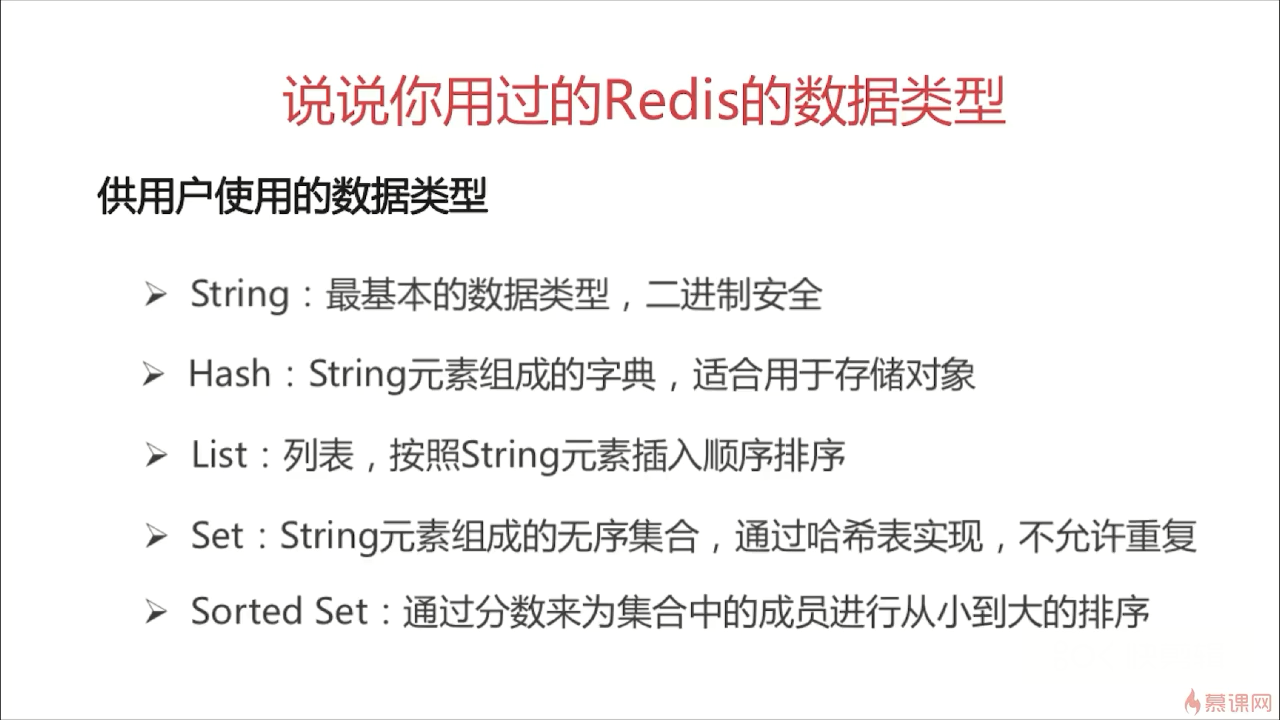 说说你用过的Redis的数据类型
供用户使用的数据类型
➢ String：最基本的数据类型，二进制安全
➢ Hash：String元素组成的字典，适合用于存储对象
➢ List：列表，按照String元素插入顺序排序
➢ Set：String元素组成的无序集合，通过哈希表实现，不允许重复
➢ Sorted Set：通过分数来为集合中的成员进行从小到大的排序
慕课网